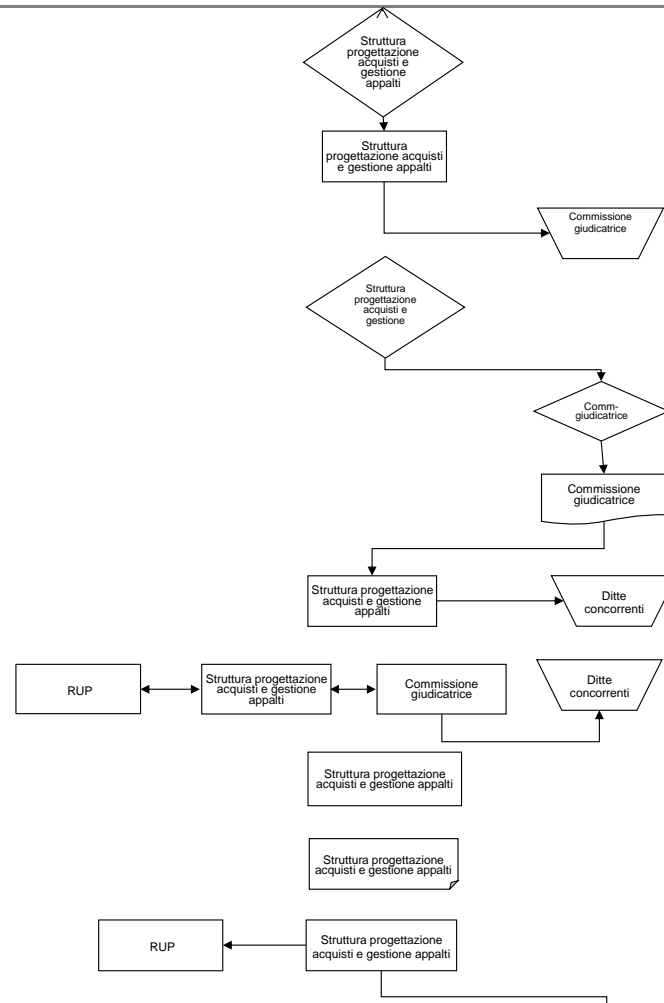 Struttura
progettazione
acquisti e
gestione
appalti
Struttura
progettazione acquisti
e gestione appalti
Commissione
giudicatrice
Struttura
progettazione
acquisti e
gestione
Comm-
giudicatrice
Commissione
giudicatrice
Struttura progettazione
acquisti e gestione
appalti
Ditte
concorrenti
RUP
Struttura progettazione
acquisti e gestione
appalti
Commissione
giudicatrice
Ditte
concorrenti
Struttura progettazione
acquisti e gestione appalti
Struttura progettazione
acquisti e gestione appalti
RUP
Struttura progettazione
acquisti e gestione appalti